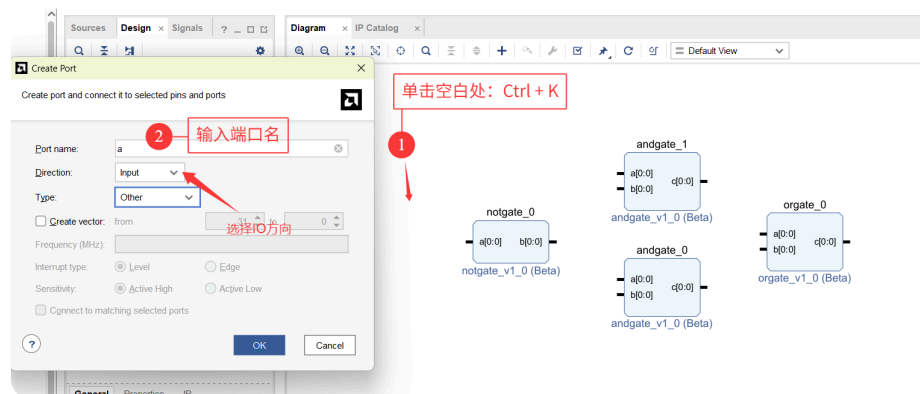 Sources Design × Signals ? _ □
Diagram × IP Catalog ×
Default View
Create Port
Create port and connect it to selected pins and ports
单击空白处：Ctrl + K
1
2
输入端口名
Port name: a
Direction: Input
Type: Other
Create vector: from 31 to 0
选择IO方向
Frequency (MHz):
Interrupt type: Level Edge
Sensitivity: Active High Active Low
Connect to matching selected ports
? OK Cancel
General Properties IP
andgate_1
a[0:0]
b[0:0]
c[0:0]
andgate_v1_0 (Beta)
notgate_0
a[0:0] b[0:0]
notgate_v1_0 (Beta)
orgate_0
a[0:0]
b[0:0]
c[0:0]
orgate_v1_0 (Beta)
andgate_0
a[0:0]
b[0:0]
c[0:0]
andgate_v1_0 (Beta)